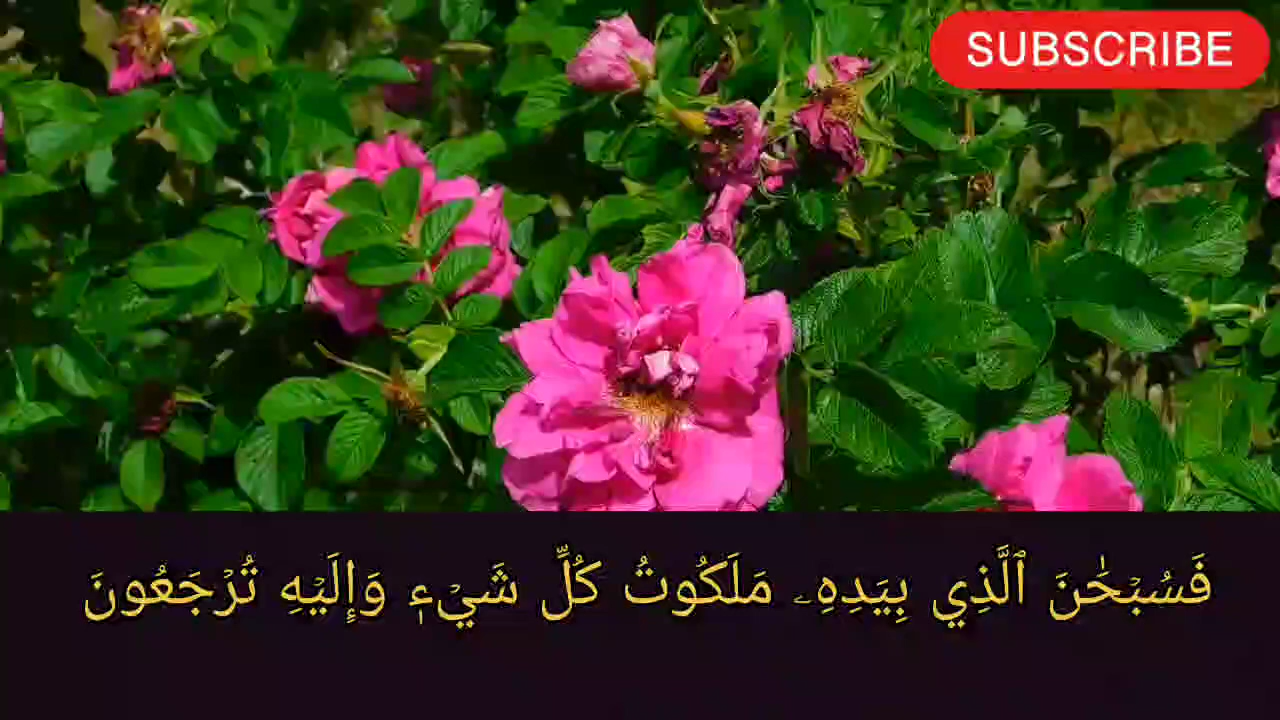 SUBSCRIBE
فَسُبۡحَٰنَ ٱلَّذِي بِيَدِهِۦ مَلَكُوتُ كُلِّ شَيۡءٖ وَإِلَيۡهِ تُرۡجَعُونَ